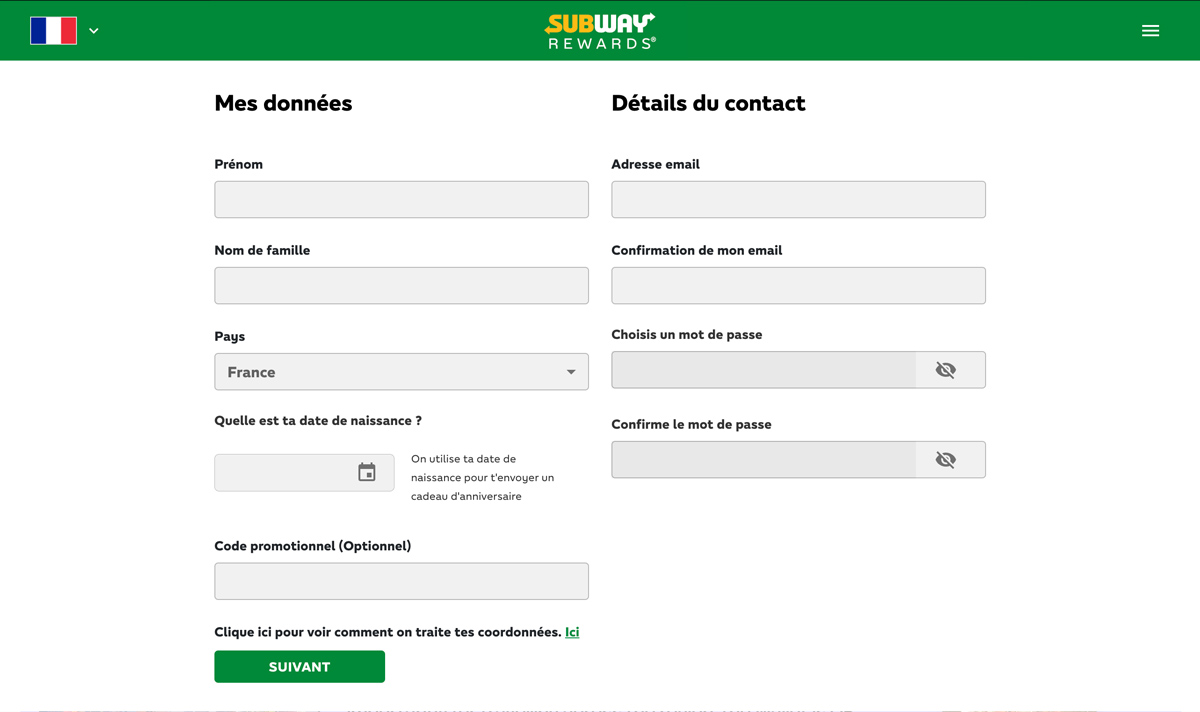 SUBWAY
REWARDS®
Mes données
Prénom
Nom de famille
Pays
France
Quelle est ta date de naissance ?
On utilise ta date de
naissance pour t'envoyer un
cadeau d'anniversaire
Code promotionnel (Optionnel)
Clique ici pour voir comment on traite tes coordonnées. Ici
SUIVANT
Détails du contact
Adresse email
Confirmation de mon email
Choisis un mot de passe
Confirme le mot de passe